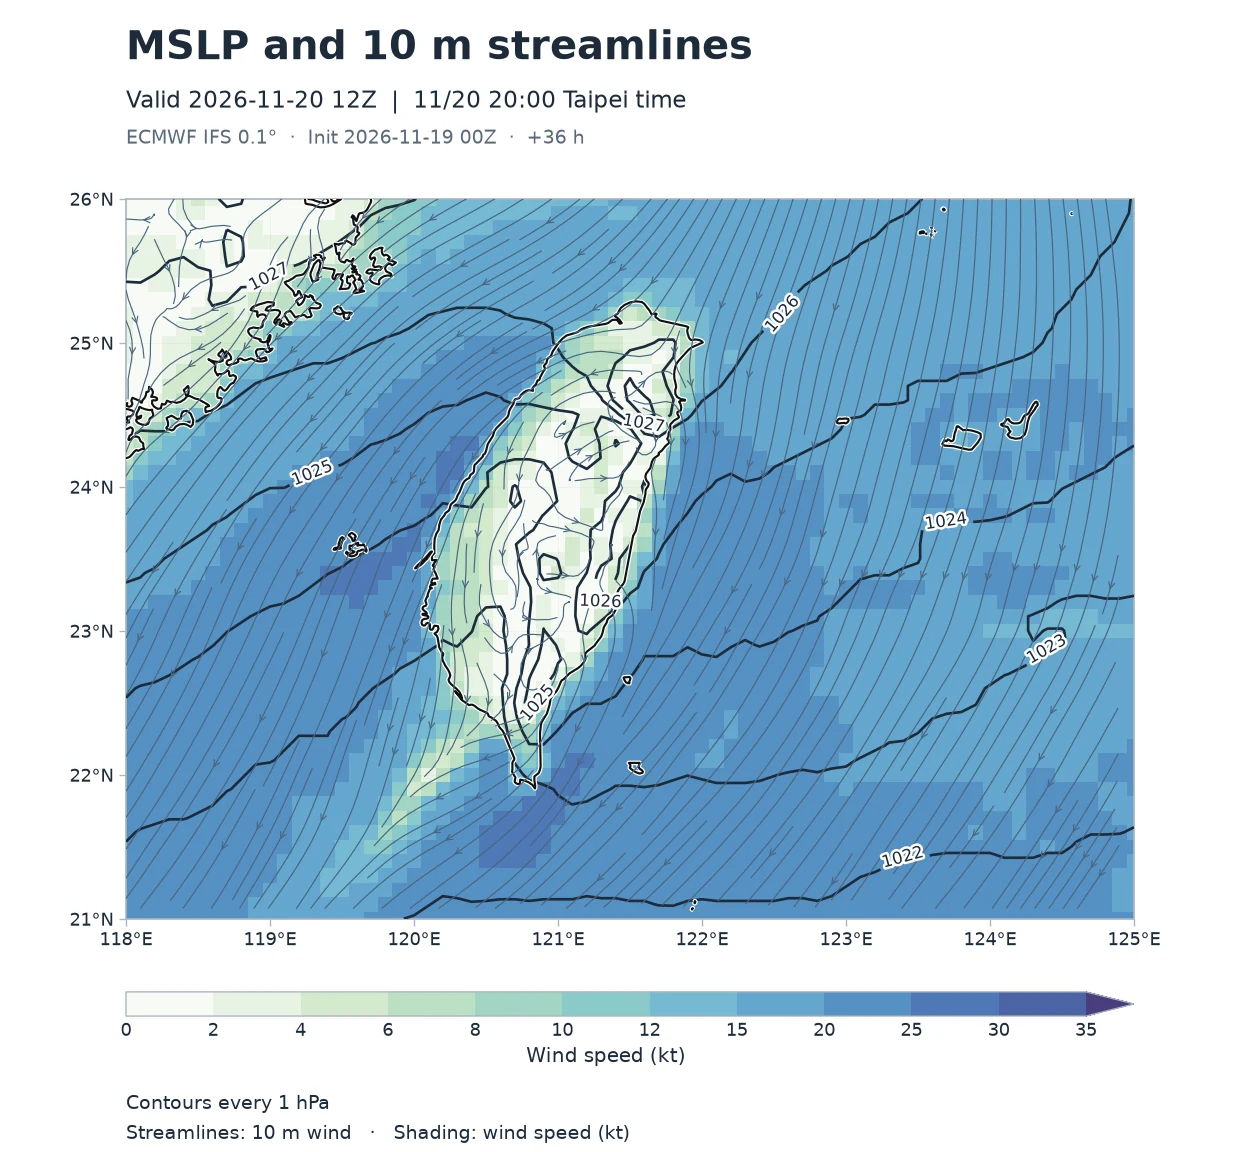 MSLP and 10 m streamlines
Valid 2026-11-20 12Z | 11/20 20:00 Taipei time
ECMWF IFS 0.1° · Init 2026-11-19 00Z · +36 h
26°N
25°N
24°N
23°N
22°N
21°N
1027
1026
1027
1025
1024
1026
1023
1025
1022
118°E 119°E 120°E 121°E 122°E 123°E 124°E 125°E
0 2 4 6 8 10 12 15 20 25 30 35
Wind speed (kt)
Contours every 1 hPa
Streamlines: 10 m wind · Shading: wind speed (kt)